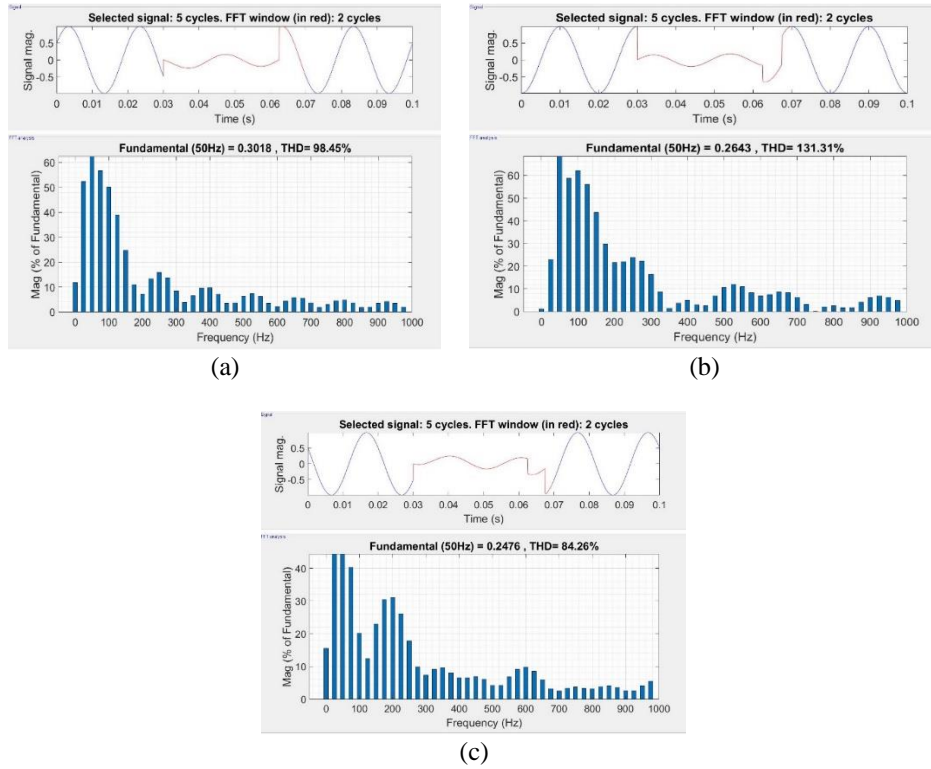 Signal
Selected signal: 5 cycles. FFT window (in red): 2 cycles
Signal mag.
0.5
0
-0.5
0 0.01 0.02 0.03 0.04 0.05 0.06 0.07 0.08 0.09 0.1
Time (s)
FFT analysis
Fundamental (50Hz) = 0.3018 , THD= 98.45%
Mag (% of Fundamental)
60
50
40
30
20
10
0
0 100 200 300 400 500 600 700 800 900 1000
Frequency (Hz)
(a)
Signal
Selected signal: 5 cycles. FFT window (in red): 2 cycles
Signal mag.
0.5
0
-0.5
0 0.01 0.02 0.03 0.04 0.05 0.06 0.07 0.08 0.09 0.1
Time (s)
FFT analysis
Fundamental (50Hz) = 0.2643 , THD= 131.31%
Mag (% of Fundamental)
60
50
40
30
20
10
0
0 100 200 300 400 500 600 700 800 900 1000
Frequency (Hz)
(b)
Signal
Selected signal: 5 cycles. FFT window (in red): 2 cycles
Signal mag.
0.5
0
-0.5
0 0.01 0.02 0.03 0.04 0.05 0.06 0.07 0.08 0.09 0.1
Time (s)
FFT analysis
Fundamental (50Hz) = 0.2476 , THD= 84.26%
Mag (% of Fundamental)
40
30
20
10
0
0 100 200 300 400 500 600 700 800 900 1000
Frequency (Hz)
(c)